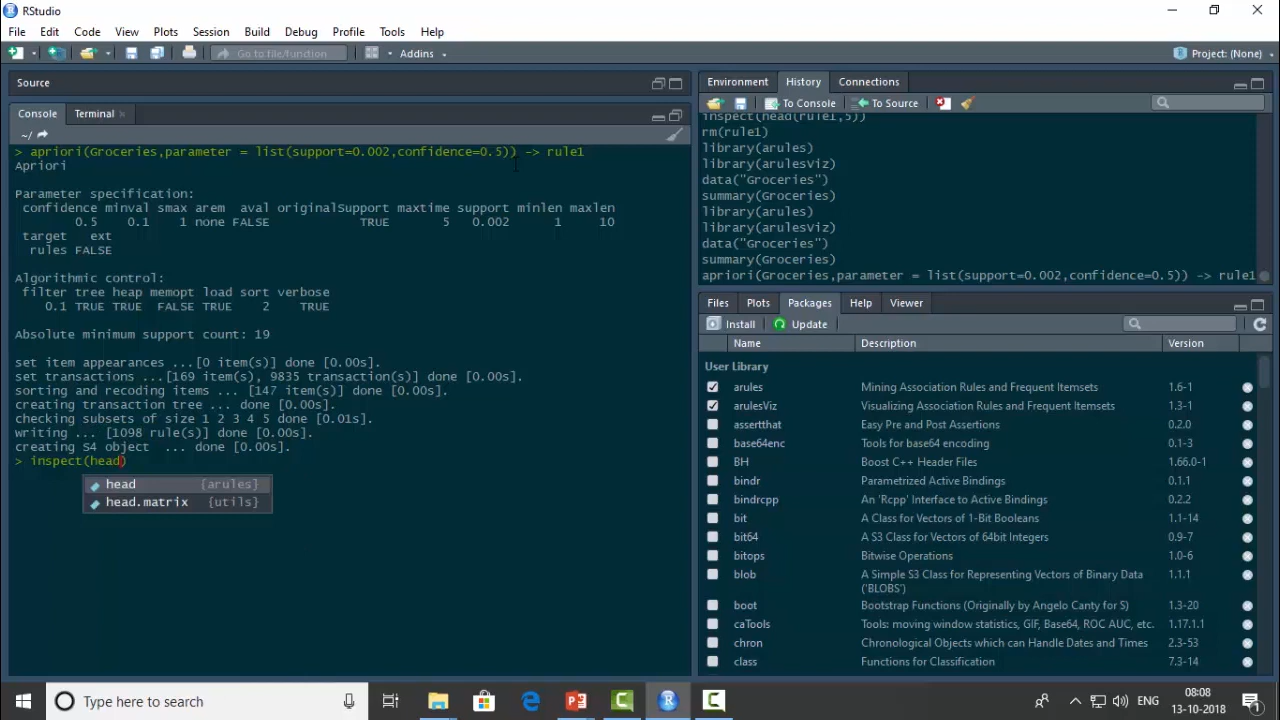 RStudio
File Edit Code View Plots Session Build Debug Profile Tools Help
Go to file/function Addins Project: (None)
Source
Console Terminal
~/
> apriori(Groceries,parameter = list(support=0.002,confidence=0.5)) -> rule1
Apriori
Parameter specification:
confidence minval smax arem aval originalSupport maxtime support minlen maxlen
0.5 0.1 1 none FALSE TRUE 5 0.002 1 10
target ext
rules FALSE
Algorithmic control:
filter tree heap memopt load sort verbose
0.1 TRUE TRUE FALSE TRUE 2 TRUE
Absolute minimum support count: 19
set item appearances ...[0 item(s)] done [0.00s].
set transactions ...[169 item(s), 9835 transaction(s)] done [0.00s].
sorting and recoding items ... [147 item(s)] done [0.00s].
creating transaction tree ... done [0.00s].
checking subsets of size 1 2 3 4 5 done [0.01s].
writing ... [1098 rule(s)] done [0.00s].
creating S4 object ... done [0.00s].
> inspect(head)
head {arules}
head.matrix {utils}
Environment History Connections
To Console To Source
inspect(head(rule1,5))
rm(rule1)
library(arules)
library(arulesViz)
data("Groceries")
summary(Groceries)
library(arules)
library(arulesViz)
data("Groceries")
summary(Groceries)
apriori(Groceries,parameter = list(support=0.002,confidence=0.5)) -> rule1
Files Plots Packages Help Viewer
Install Update
Name Description Version
User Library
arules Mining Association Rules and Frequent Itemsets 1.6-1
arulesViz Visualizing Association Rules and Frequent Itemsets 1.3-1
assertthat Easy Pre and Post Assertions 0.2.0
base64enc Tools for base64 encoding 0.1-3
BH Boost C++ Header Files 1.66.0-1
bindr Parametrized Active Bindings 0.1.1
bindrcpp An 'Rcpp' Interface to Active Bindings 0.2.2
bit A Class for Vectors of 1-Bit Booleans 1.1-14
bit64 A S3 Class for Vectors of 64bit Integers 0.9-7
bitops Bitwise Operations 1.0-6
blob A Simple S3 Class for Representing Vectors of Binary Data ('BLOBS') 1.1.1
boot Bootstrap Functions (Originally by Angelo Canty for S) 1.3-20
caTools Tools: moving window statistics, GIF, Base64, ROC AUC, etc. 1.17.1.1
chron Chronological Objects which can Handle Dates and Times 2.3-53
class Functions for Classification 7.3-14
Type here to search
ENG 08:08
13-10-2018
1